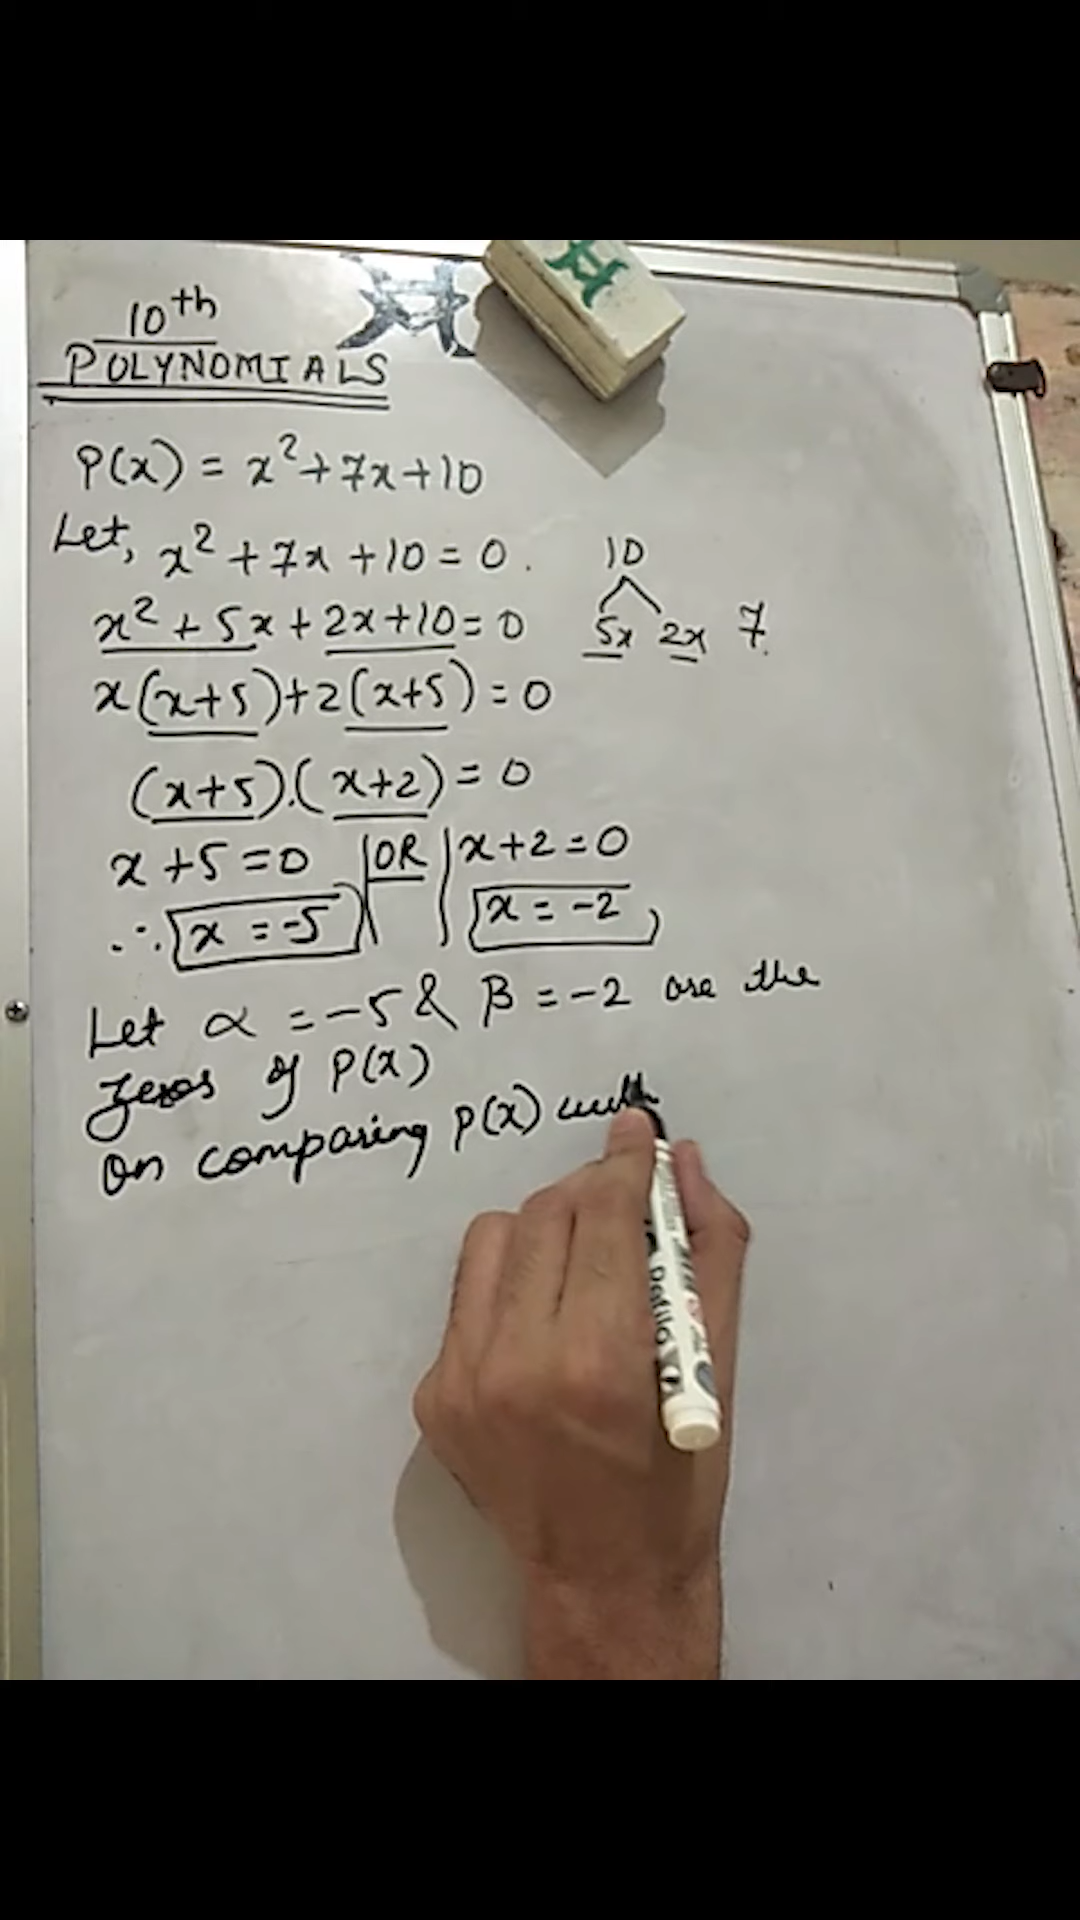 10th
POLYNOMIALS
P(x) = x²+7x+10
Let, x²+7x+10=0.
10
x²+5x+2x+10=0
5x 2x 7.
x(x+5)+2(x+5)=0
(x+5).(x+2)=0
x+5=0 |OR| x+2=0
∴ x=-5 x=-2
Let α=-5 & β=-2 are the
zeros of P(x)
On comparing p(x) with